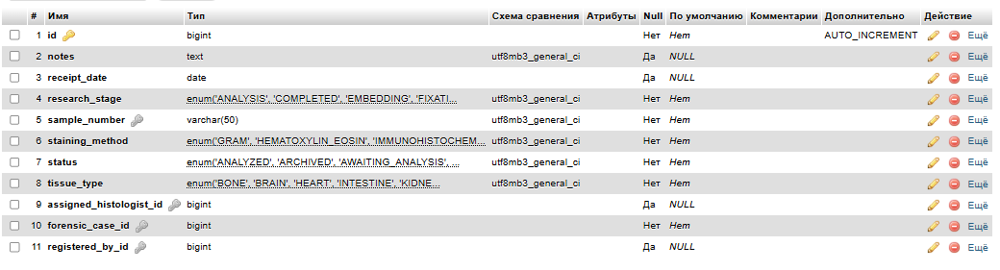 # Имя Тип Схема сравнения Атрибуты Null По умолчанию Комментарии Дополнительно Действие
1 id bigint Нет Нет AUTO_INCREMENT Ещё
2 notes text utf8mb3_general_ci Да NULL Ещё
3 receipt_date date Да NULL Ещё
4 research_stage enum('ANALYSIS', 'COMPLETED', 'EMBEDDING', 'FIXATI... utf8mb3_general_ci Нет Нет Ещё
5 sample_number varchar(50) utf8mb3_general_ci Нет Нет Ещё
6 staining_method enum('GRAM', 'HEMATOXYLIN_EOSIN', 'IMMUNOHISTOCHEM... utf8mb3_general_ci Нет Нет Ещё
7 status enum('ANALYZED', 'ARCHIVED', 'AWAITING_ANALYSIS', ... utf8mb3_general_ci Нет Нет Ещё
8 tissue_type enum('BONE', 'BRAIN', 'HEART', 'INTESTINE', 'KIDNE... utf8mb3_general_ci Нет Нет Ещё
9 assigned_histologist_id bigint Да NULL Ещё
10 forensic_case_id bigint Нет Нет Ещё
11 registered_by_id bigint Да NULL Ещё